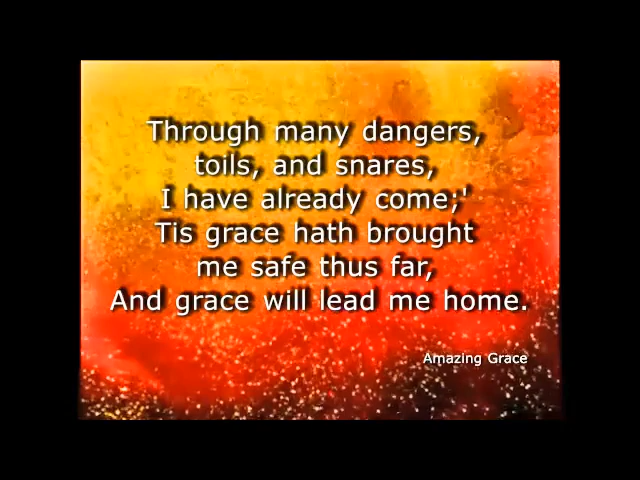 Through many dangers,
toils, and snares,
I have already come;'
Tis grace hath brought
me safe thus far,
And grace will lead me home.
Amazing Grace